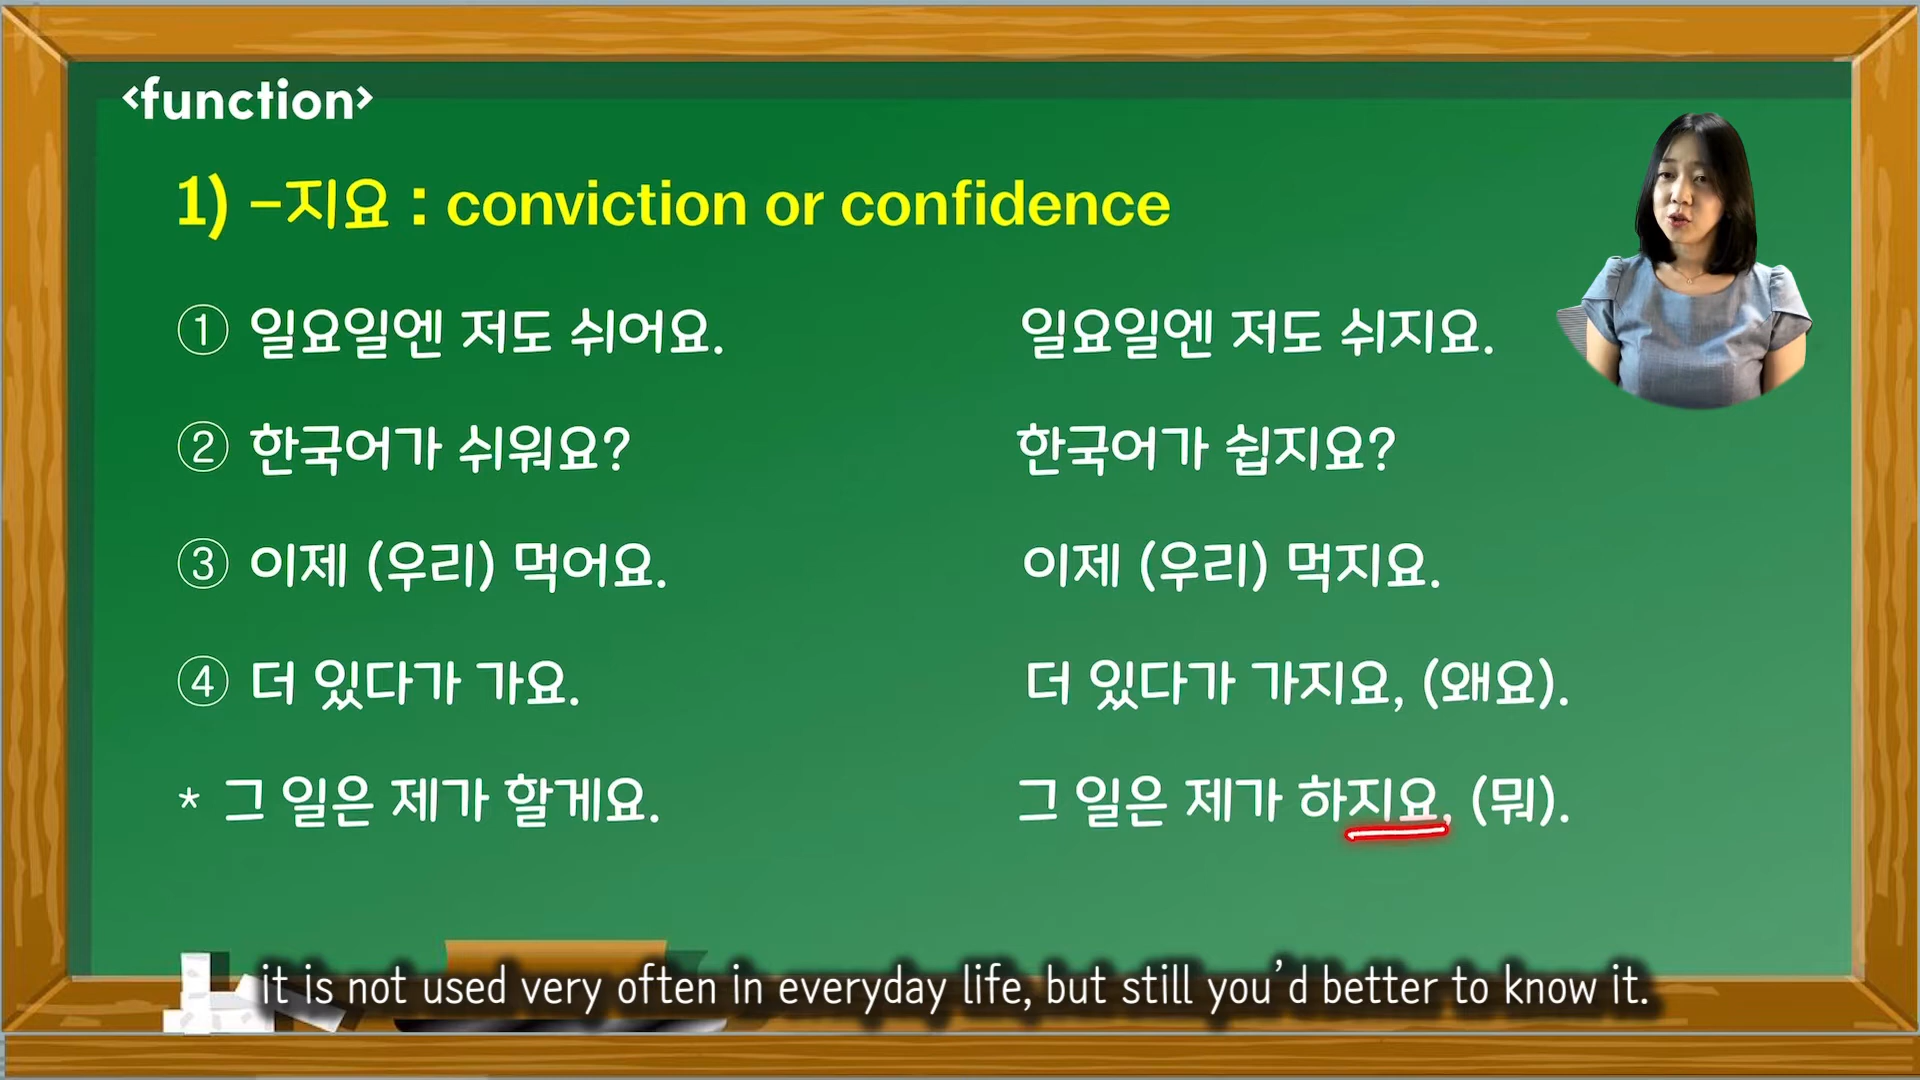 <function>
1) -지요 : conviction or confidence
① 일요일엔 저도 쉬어요. 일요일엔 저도 쉬지요.
② 한국어가 쉬워요? 한국어가 쉽지요?
③ 이제 (우리) 먹어요. 이제 (우리) 먹지요.
④ 더 있다가 가요. 더 있다가 가지요, (왜요).
* 그 일은 제가 할게요. 그 일은 제가 하지요, (뭐).
it is not used very often in everyday life, but still you'd better to know it.